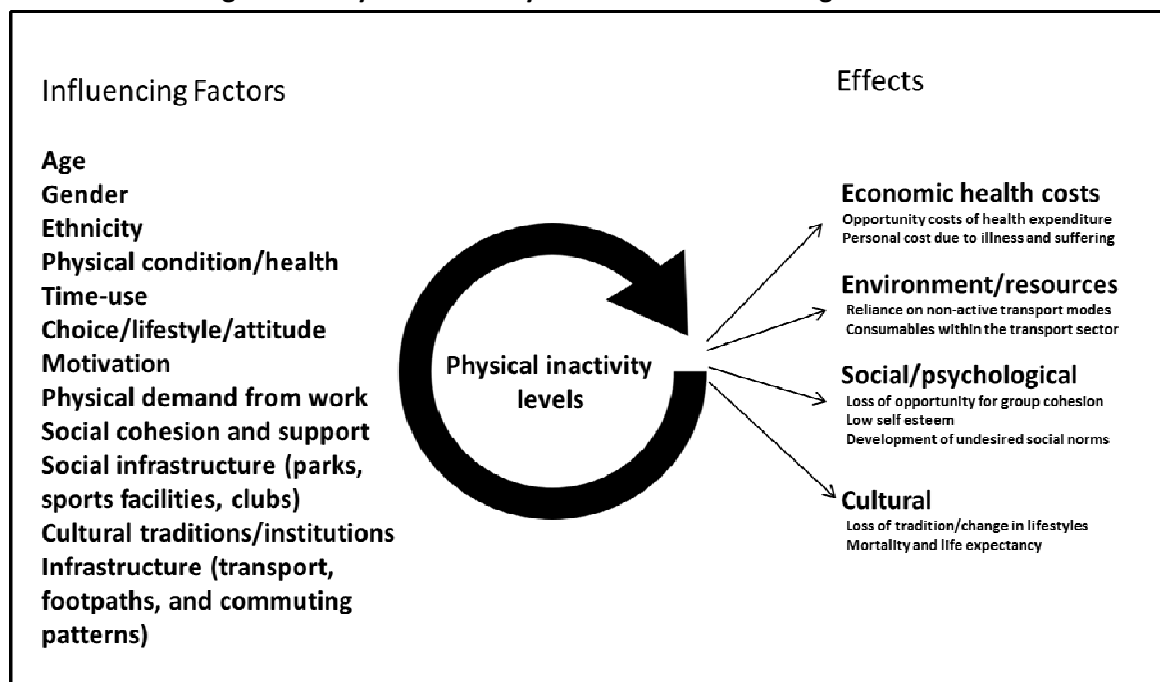 Influencing Factors
Age
Gender
Ethnicity
Physical condition/health
Time-use
Choice/lifestyle/attitude
Motivation
Physical demand from work
Social cohesion and support
Social infrastructure (parks,
sports facilities, clubs)
Cultural traditions/institutions
Infrastructure (transport,
footpaths, and commuting
patterns)
Physical inactivity
levels
Effects
Economic health costs
Opportunity costs of health expenditure
Personal cost due to illness and suffering
Environment/resources
Reliance on non-active transport modes
Consumables within the transport sector
Social/psychological
Loss of opportunity for group cohesion
Low self esteem
Development of undesired social norms
Cultural
Loss of tradition/change in lifestyles
Mortality and life expectancy